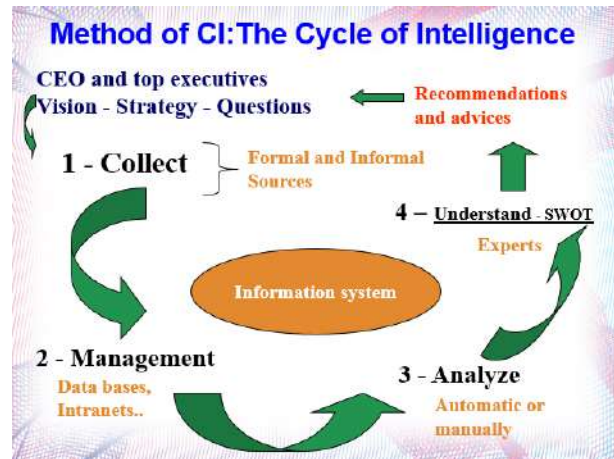 Method of CI:The Cycle of Intelligence
CEO and top executives
Vision - Strategy - Questions
Recommendations
and advices
1 - Collect
Formal and Informal
Sources
4 – Understand - SWOT
Experts
Information system
2 - Management
Data bases,
Intranets..
3 - Analyze
Automatic or
manually